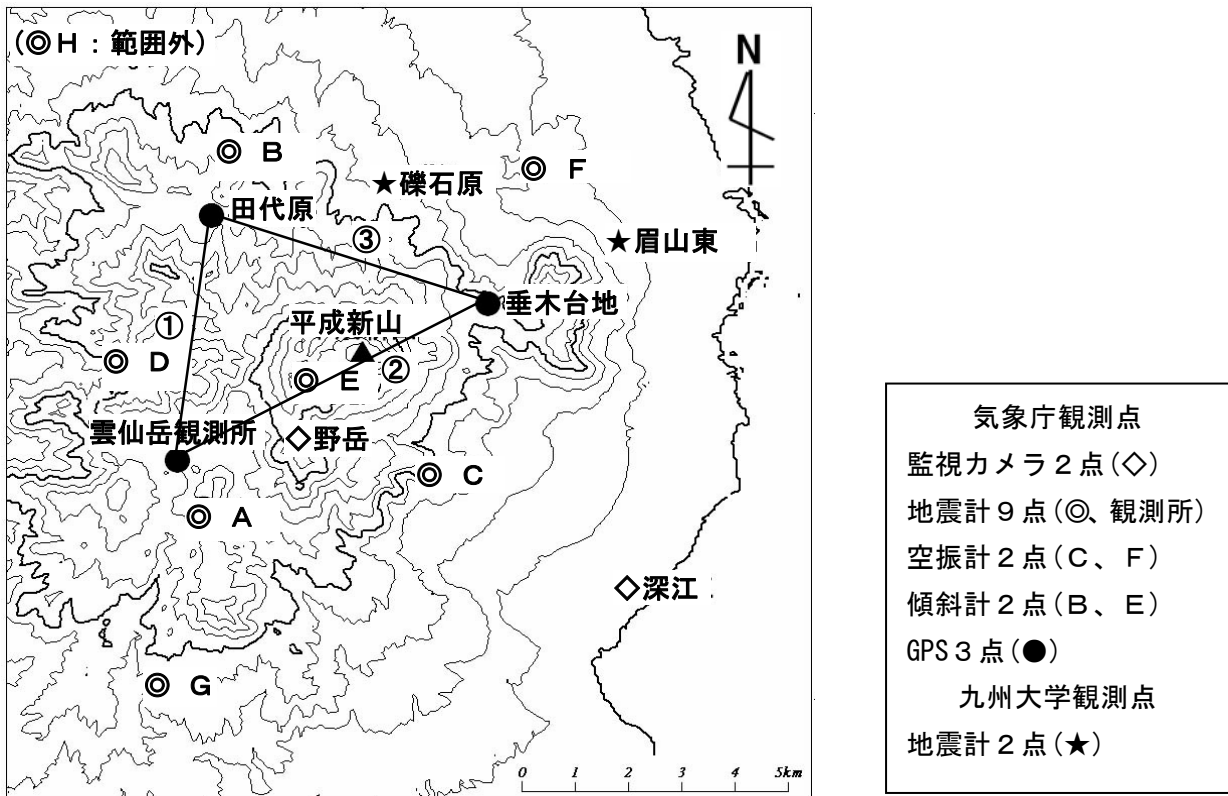 (◎H:範囲外)
N
◎ B
◎ F
★礫石原
●田代原
③
★眉山東
●垂木台地
平成新山
①
▲
②
◎ D
◎ E
雲仙岳観測所
◇野岳
◎ C
◎ A
◇深江
◎ G
0 1 2 3 4 5km
気象庁観測点
監視カメラ2点(◇)
地震計9点(◎、観測所)
空振計2点(C、F)
傾斜計2点(B、E)
GPS3点(●)
九州大学観測点
地震計2点(★)